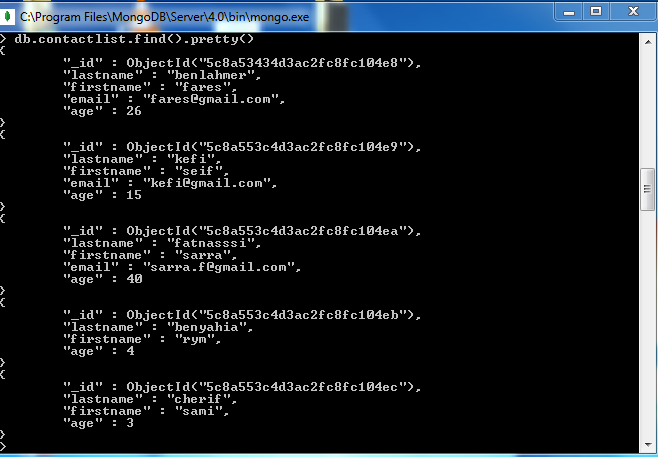 C:\Program Files\MongoDB\Server\4.0\bin\mongo.exe
> db.contactlist.find().pretty()
{
"_id" : ObjectId("5c8a53434d3ac2fc8fc104e8"),
"lastname" : "benlahmer",
"firstname" : "fares",
"email" : "fares@gmail.com",
"age" : 26
}
{
"_id" : ObjectId("5c8a553c4d3ac2fc8fc104e9"),
"lastname" : "kefi",
"firstname" : "seif",
"email" : "kefi@gmail.com",
"age" : 15
}
{
"_id" : ObjectId("5c8a553c4d3ac2fc8fc104ea"),
"lastname" : "fatnasssi",
"firstname" : "sarra",
"email" : "sarra.f@gmail.com",
"age" : 40
}
{
"_id" : ObjectId("5c8a553c4d3ac2fc8fc104eb"),
"lastname" : "benyahia",
"firstname" : "rym",
"age" : 4
}
{
"_id" : ObjectId("5c8a553c4d3ac2fc8fc104ec"),
"lastname" : "cherif",
"firstname" : "sami",
"age" : 3
}
>